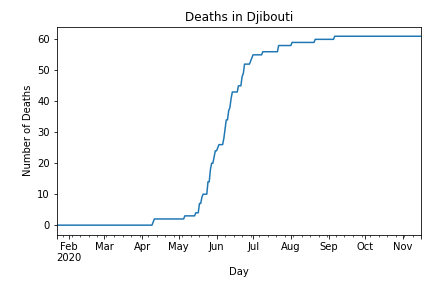 Deaths in Djibouti
60
50
40
30
20
10
0
Number of Deaths
Feb Mar Apr May Jun Jul Aug Sep Oct Nov
2020
Day